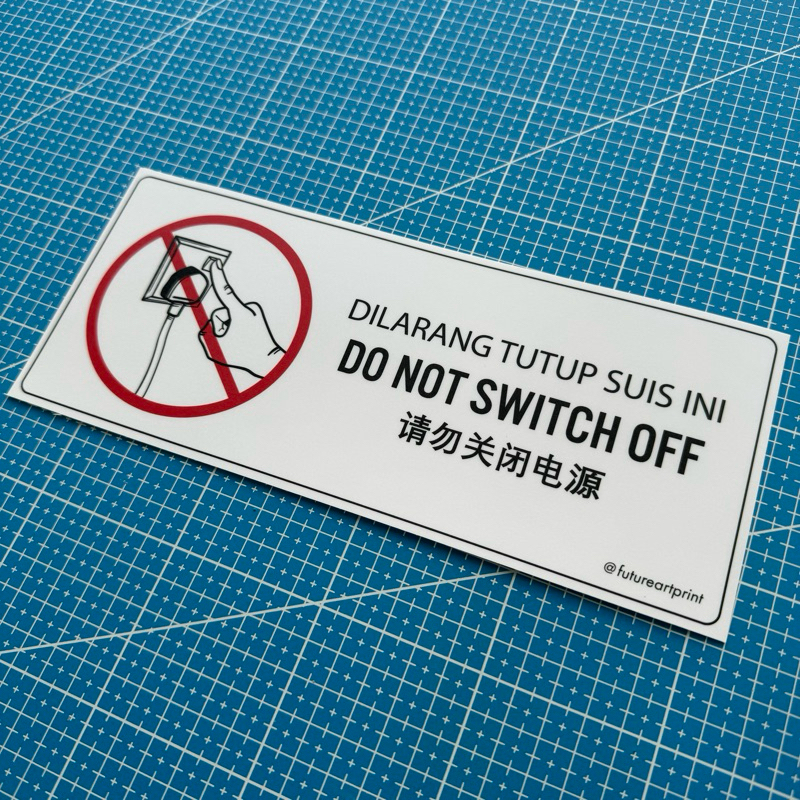 DILARANG TUTUP SUIS INI
DO NOT SWITCH OFF
请勿关闭电源
@futureartprint